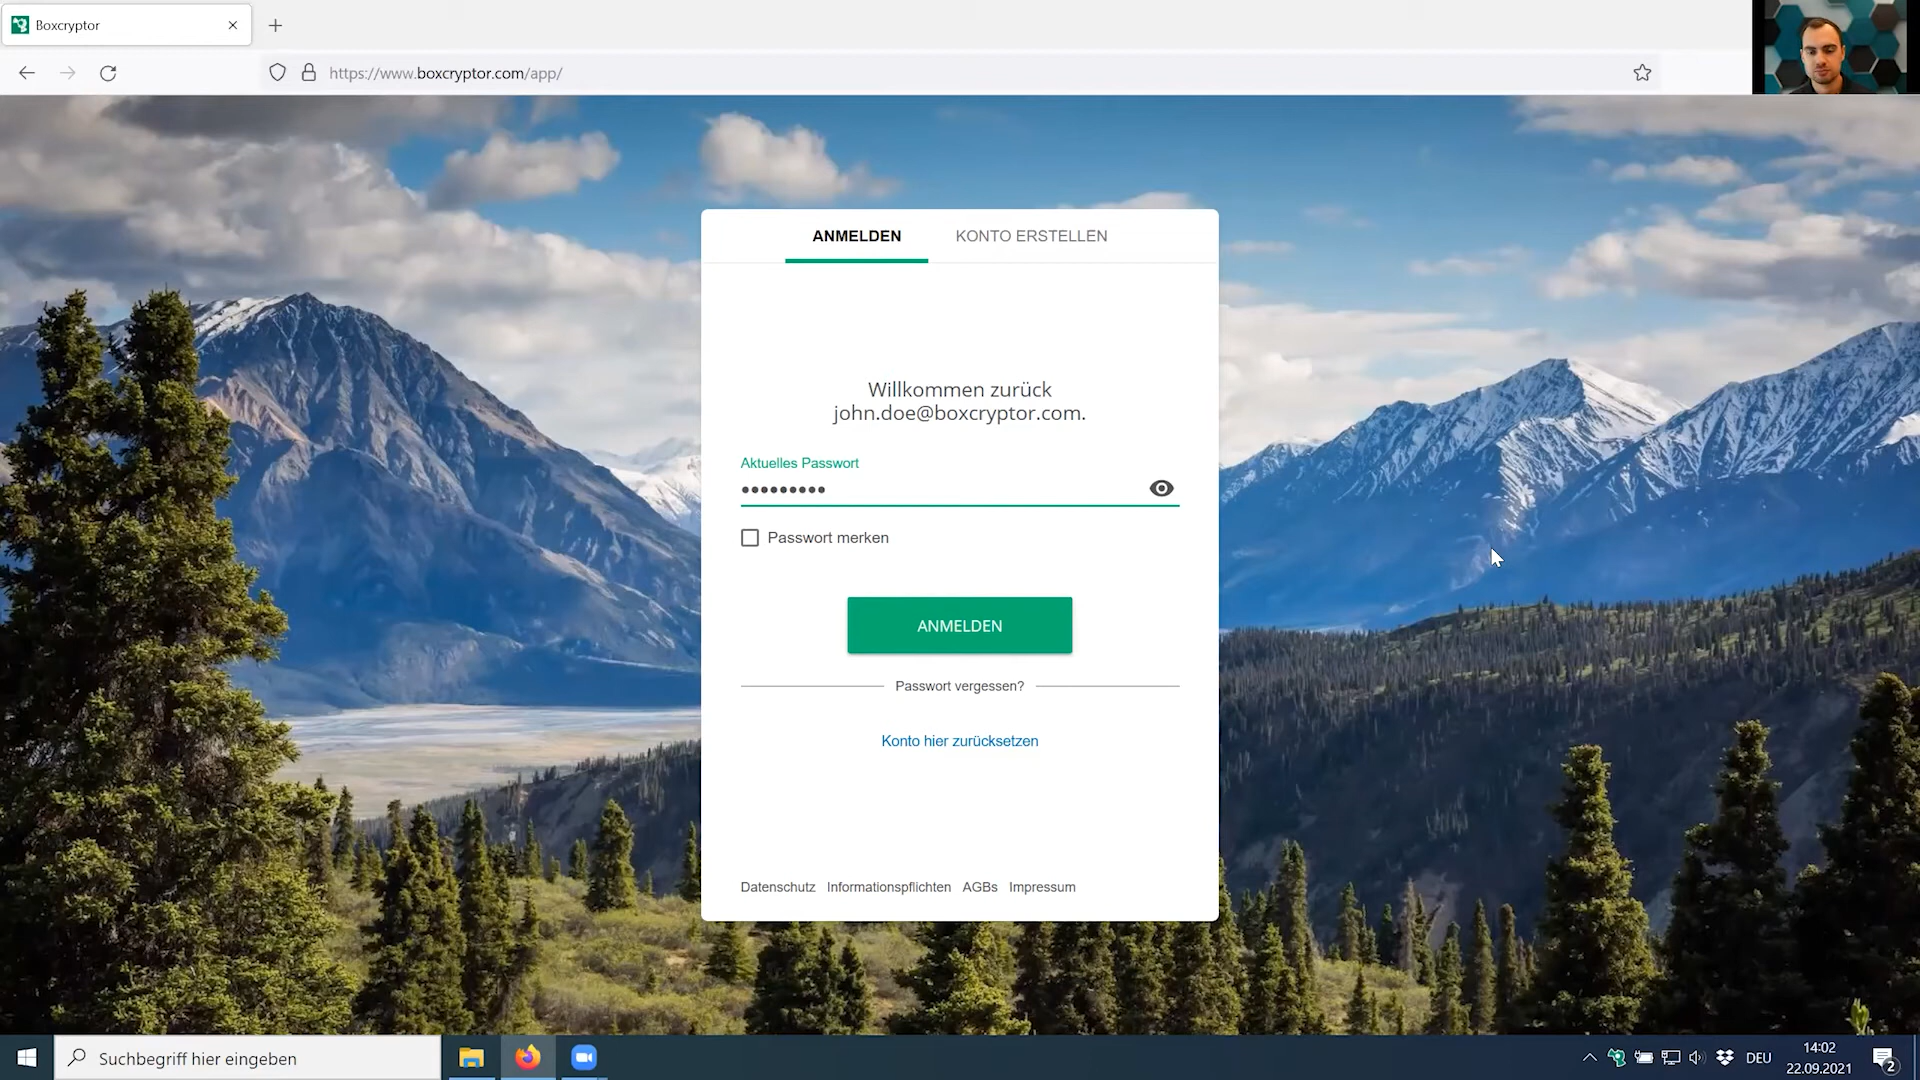 Boxcryptor
https://www.boxcryptor.com/app/
ANMELDEN
KONTO ERSTELLEN
Willkommen zurück
john.doe@boxcryptor.com.
Aktuelles Passwort
Passwort merken
ANMELDEN
Passwort vergessen?
Konto hier zurücksetzen
Datenschutz Informationspflichten AGBs Impressum
Suchbegriff hier eingeben
DEU
14:02
22.09.2021
2